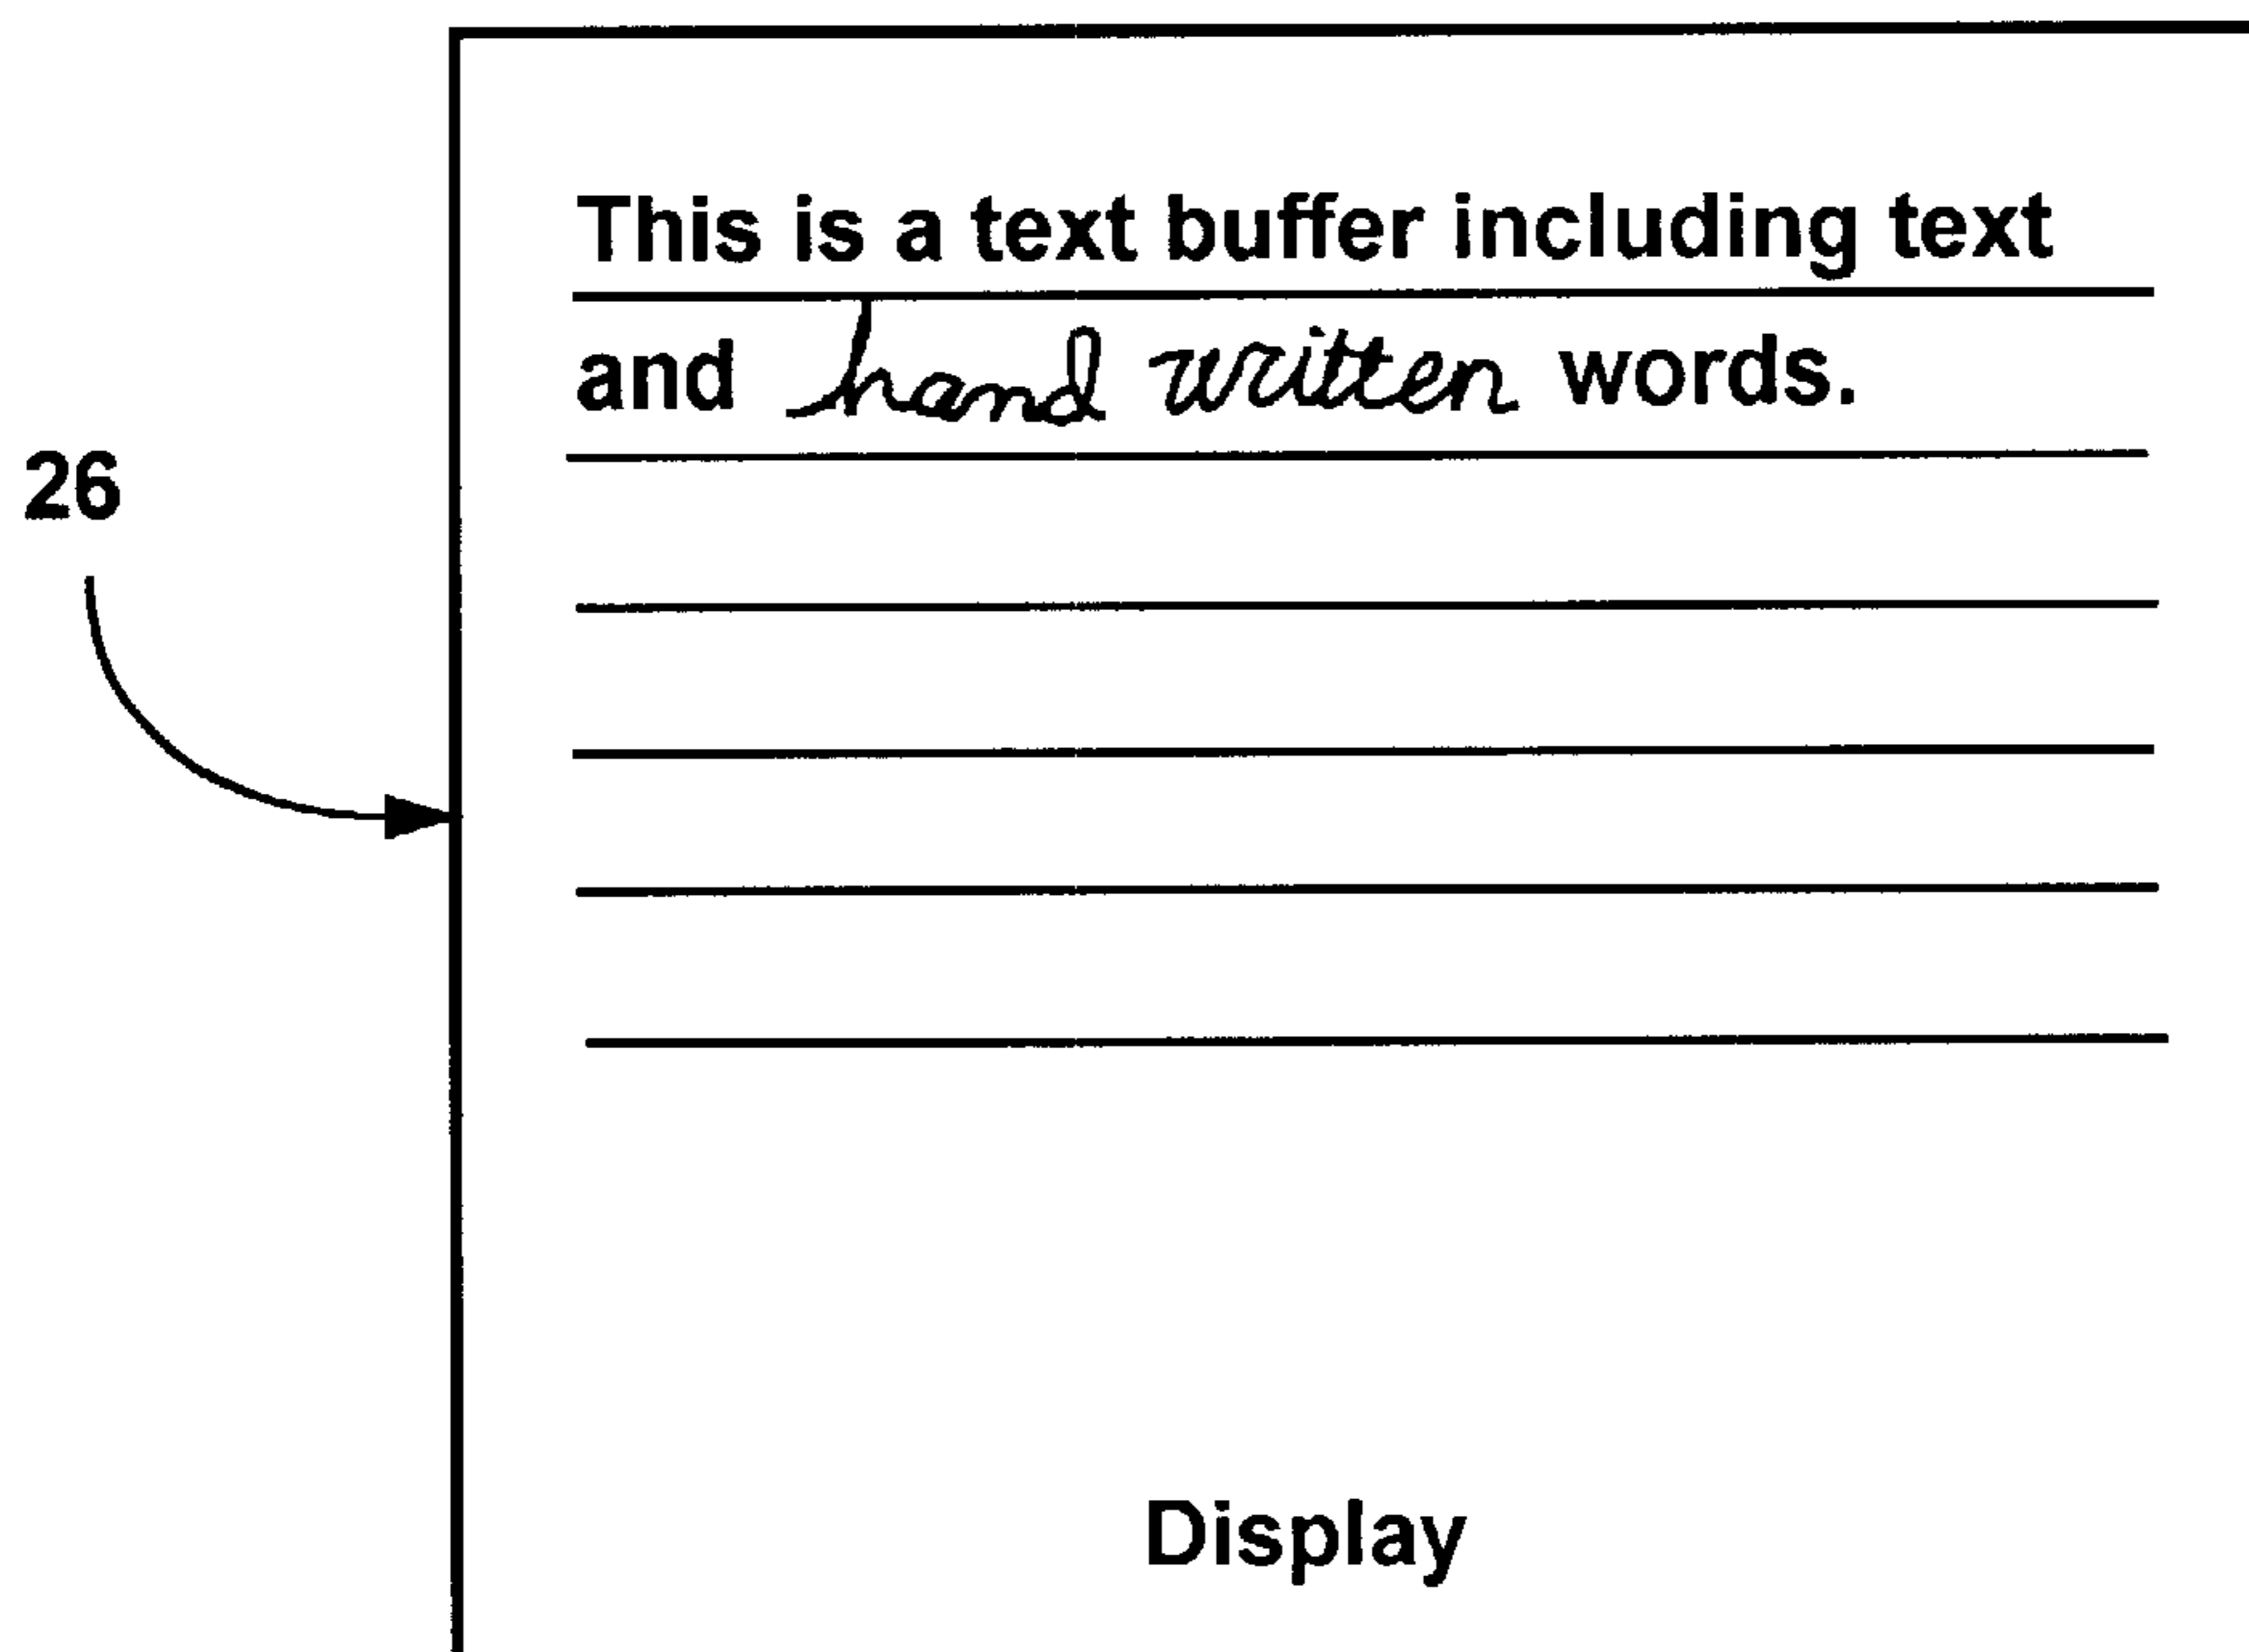 This is a text buffer including text
and hand written words.
26
Display